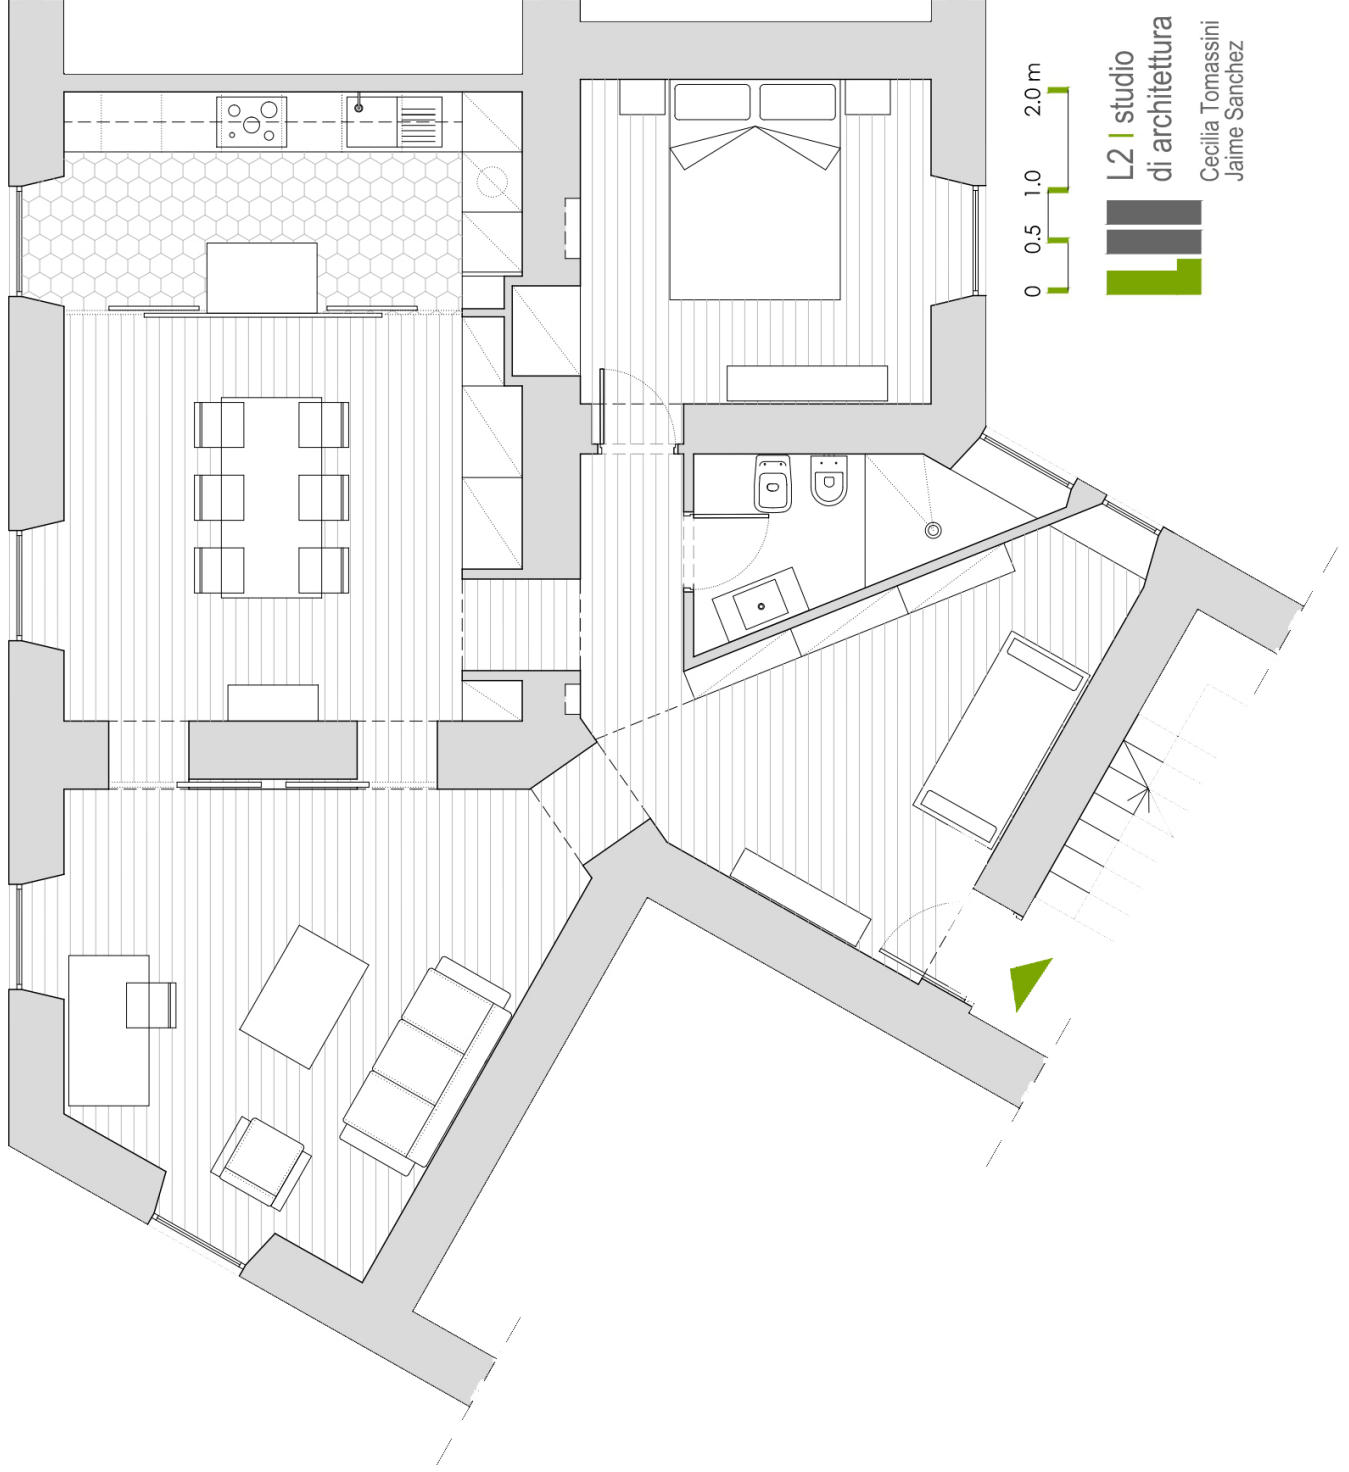 L2 | studio
di architettura
Cecilia Tomassini
Jaime Sanchez
0 0.5 1.0 2.0 m